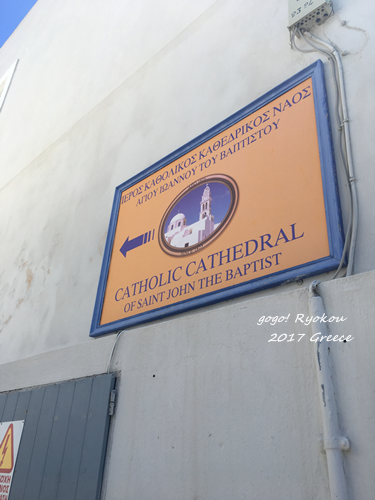 ΙΕΡΟΣ ΚΑΘΟΛΙΚΟΣ ΚΑΘΕΔΡΙΚΟΣ ΝΑΟΣ
ΑΓΙΟΥ ΙΩΑΝΝΟΥ ΤΟΥ ΒΑΠΤΙΣΤΟΥ
CATHOLIC CATHEDRAL
OF SAINT JOHN THE BAPTIST
gogo! Ryokou
2017 Greece